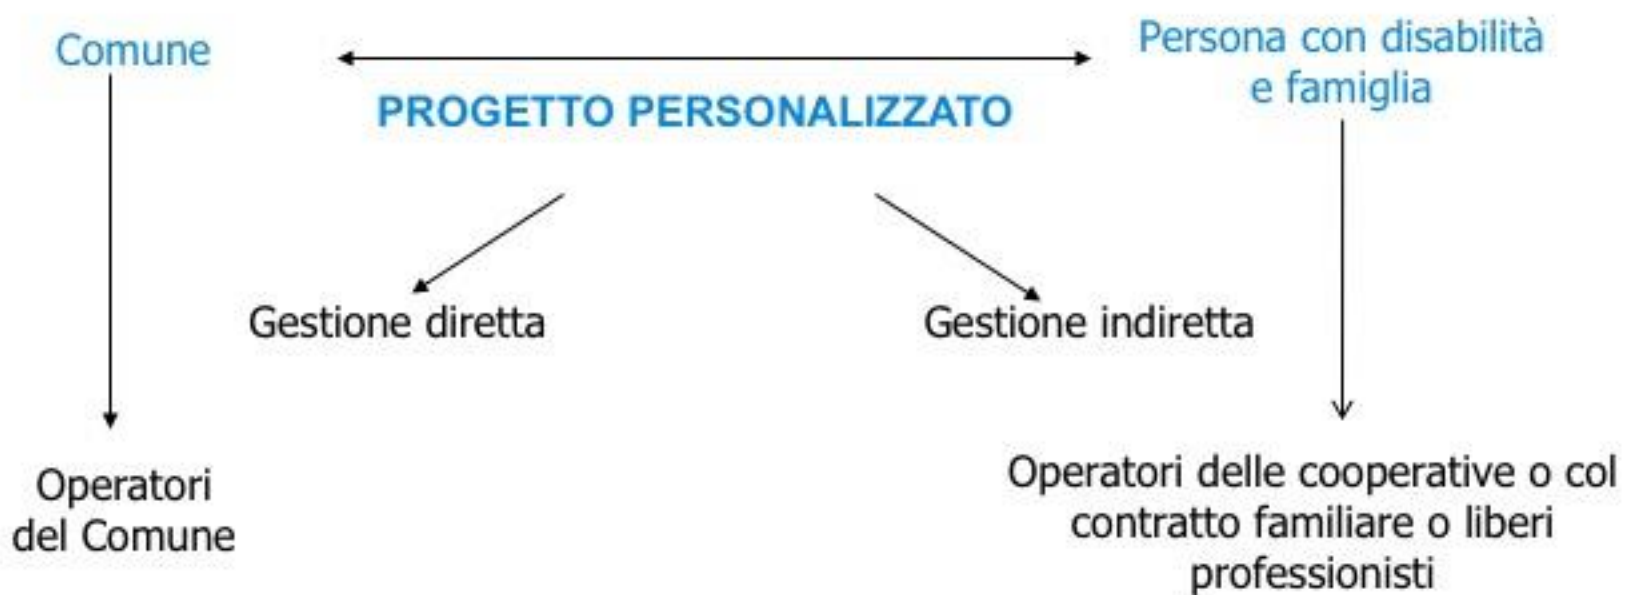 Comune
Persona con disabilità
e famiglia
PROGETTO PERSONALIZZATO
Gestione diretta
Gestione indiretta
Operatori
del Comune
Operatori delle cooperative o col
contratto familiare o liberi
professionisti